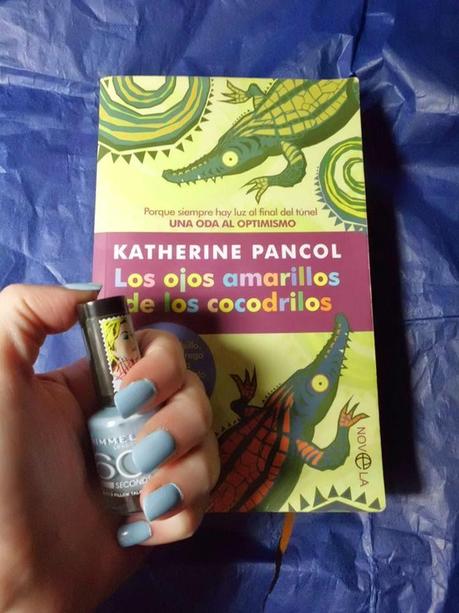 Porque siempre hay luz al final del túnel
UNA ODA AL OPTIMISMO
KATHERINE PANCOL
Los ojos amarillos
de los cocodrilos
NOVELA
RIMMEL
LONDON
60
SECONDS